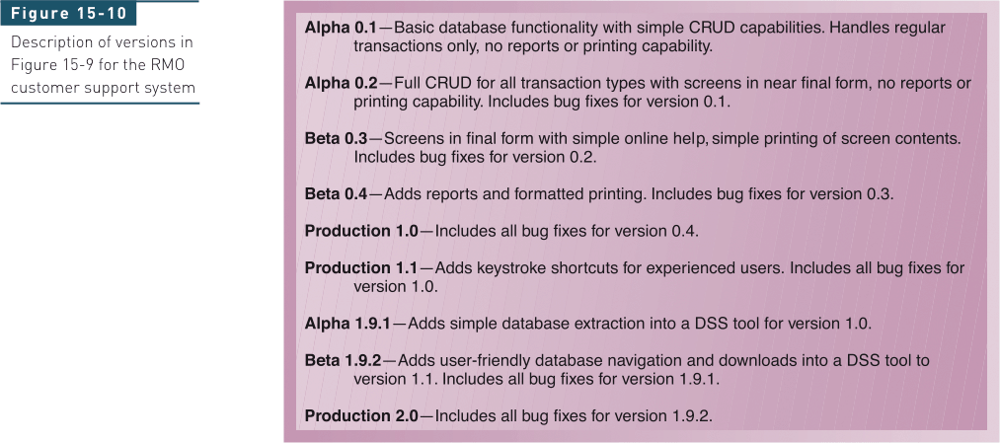 Figure 15-10
Description of versions in
Figure 15-9 for the RMO
customer support system
Alpha 0.1—Basic database functionality with simple CRUD capabilities. Handles regular
transactions only, no reports or printing capability.
Alpha 0.2—Full CRUD for all transaction types with screens in near final form, no reports or
printing capability. Includes bug fixes for version 0.1.
Beta 0.3—Screens in final form with simple online help, simple printing of screen contents.
Includes bug fixes for version 0.2.
Beta 0.4—Adds reports and formatted printing. Includes bug fixes for version 0.3.
Production 1.0—Includes all bug fixes for version 0.4.
Production 1.1—Adds keystroke shortcuts for experienced users. Includes all bug fixes for
version 1.0.
Alpha 1.9.1—Adds simple database extraction into a DSS tool for version 1.0.
Beta 1.9.2—Adds user-friendly database navigation and downloads into a DSS tool to
version 1.1. Includes all bug fixes for version 1.9.1.
Production 2.0—Includes all bug fixes for version 1.9.2.